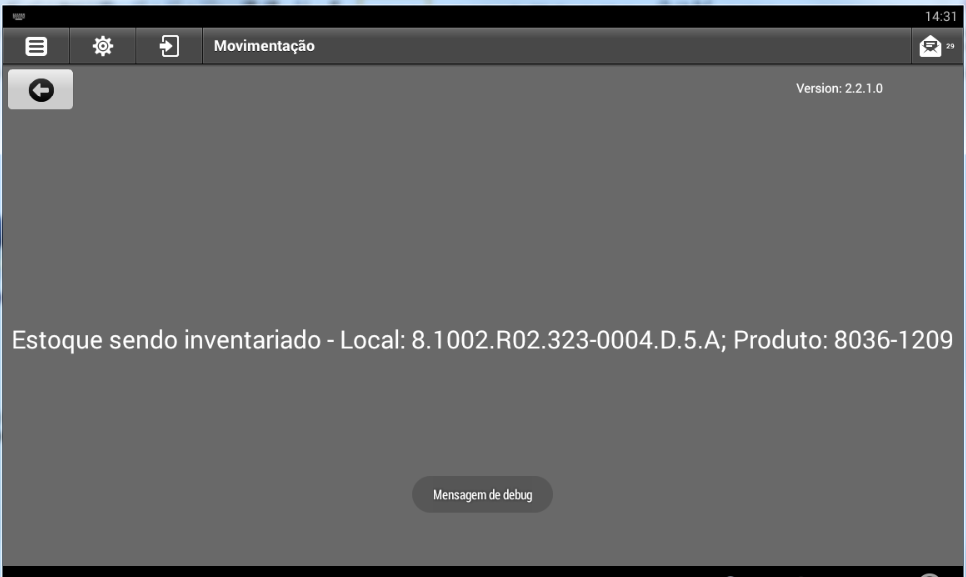 14:31
Movimentação
29
Version: 2.2.1.0
Estoque sendo inventariado - Local: 8.1002.R02.323-0004.D.5.A; Produto: 8036-1209
Mensagem de debug